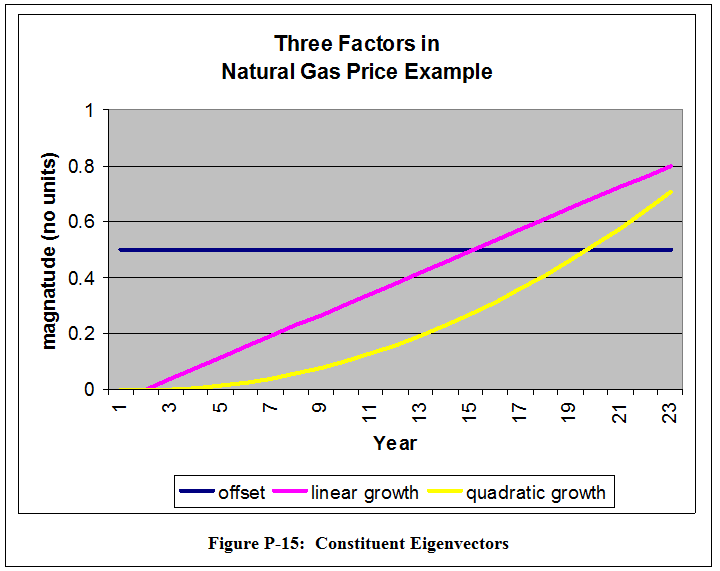 Three Factors in
Natural Gas Price Example
magnatude (no units)
1
0.8
0.6
0.4
0.2
0
1 3 5 7 9 11 13 15 17 19 21 23
Year
offset linear growth quadratic growth
Figure P-15: Constituent Eigenvectors